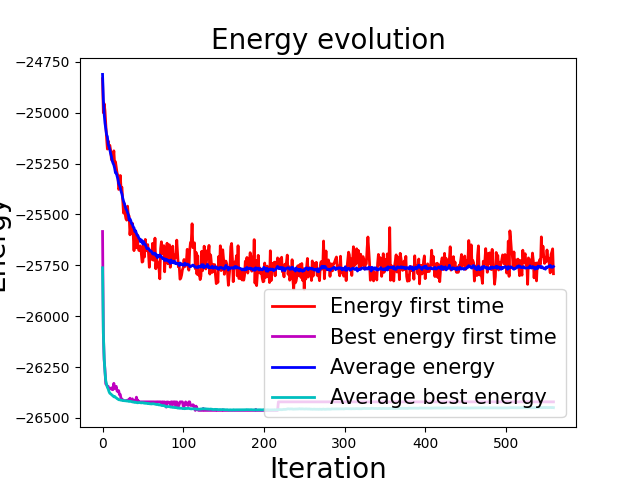 Energy evolution
−24750
−25000
−25250
−25500
−25750
−26000
−26250
−26500
Energy
0
100
200
300
400
500
Iteration
Energy first time
Best energy first time
Average energy
Average best energy